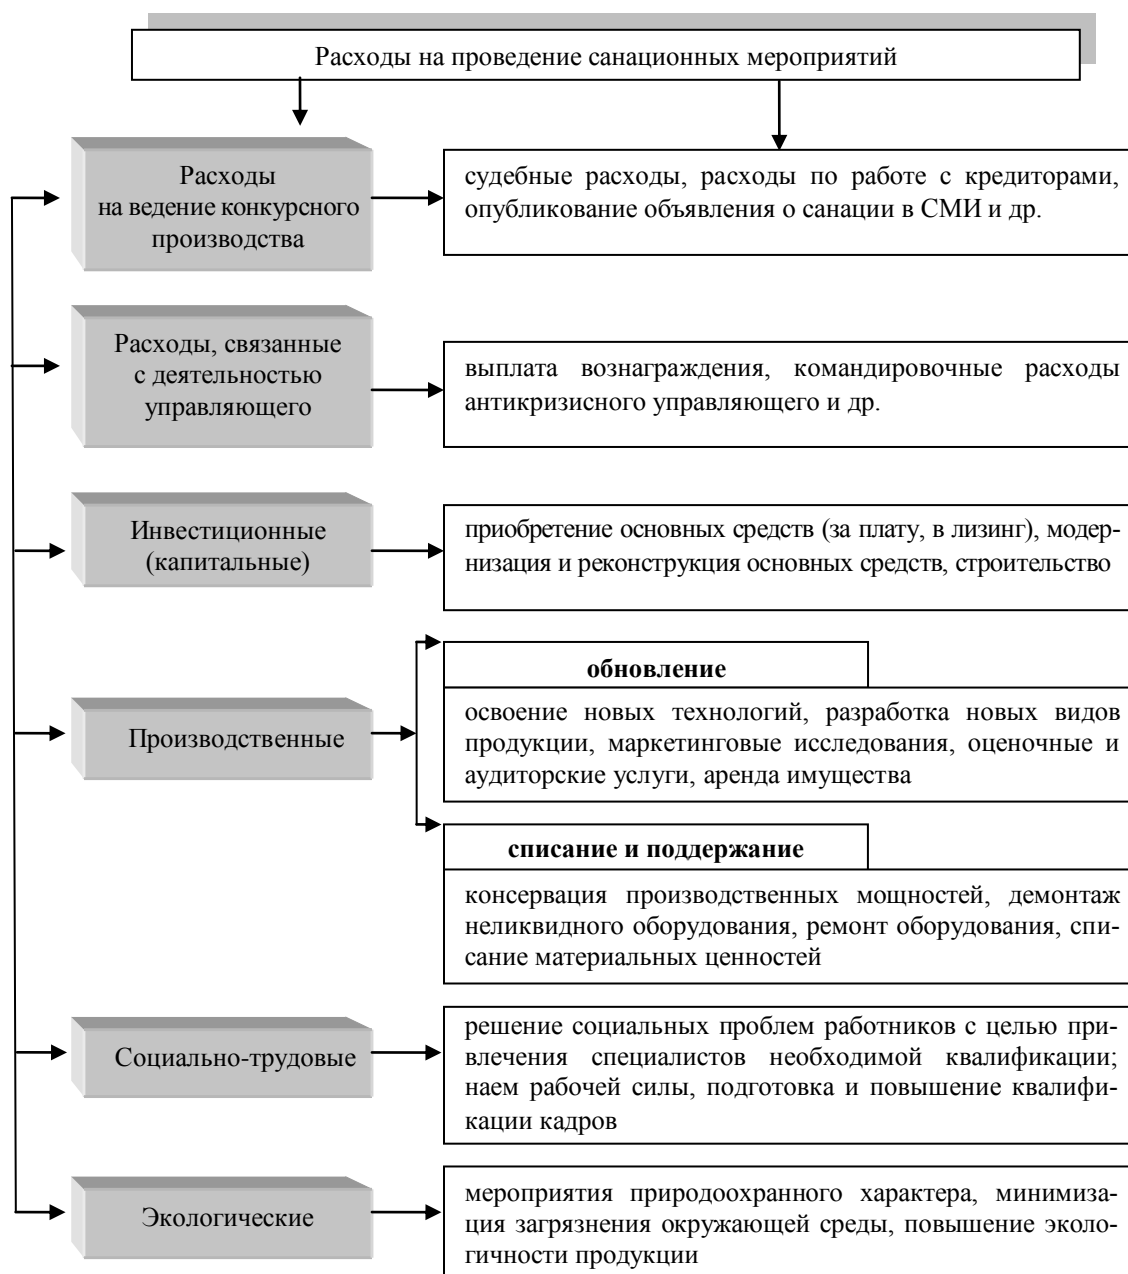 Расходы на проведение санационных мероприятий
Расходы
на ведение конкурсного
производства
судебные расходы, расходы по работе с кредиторами,
опубликование объявления о санации в СМИ и др.
Расходы, связанные
с деятельностью
управляющего
выплата вознаграждения, командировочные расходы
антикризисного управляющего и др.
Инвестиционные
(капитальные)
приобретение основных средств (за плату, в лизинг), модер-
низация и реконструкция основных средств, строительство
Производственные
обновление
освоение новых технологий, разработка новых видов
продукции, маркетинговые исследования, оценочные и
аудиторские услуги, аренда имущества
списание и поддержание
консервация производственных мощностей, демонтаж
неликвидного оборудования, ремонт оборудования, спи-
сание материальных ценностей
Социально-трудовые
решение социальных проблем работников с целью при-
влечения специалистов необходимой квалификации;
наем рабочей силы, подготовка и повышение квалифи-
кации кадров
Экологические
мероприятия природоохранного характера, минимиза-
ция загрязнения окружающей среды, повышение эколо-
гичности продукции